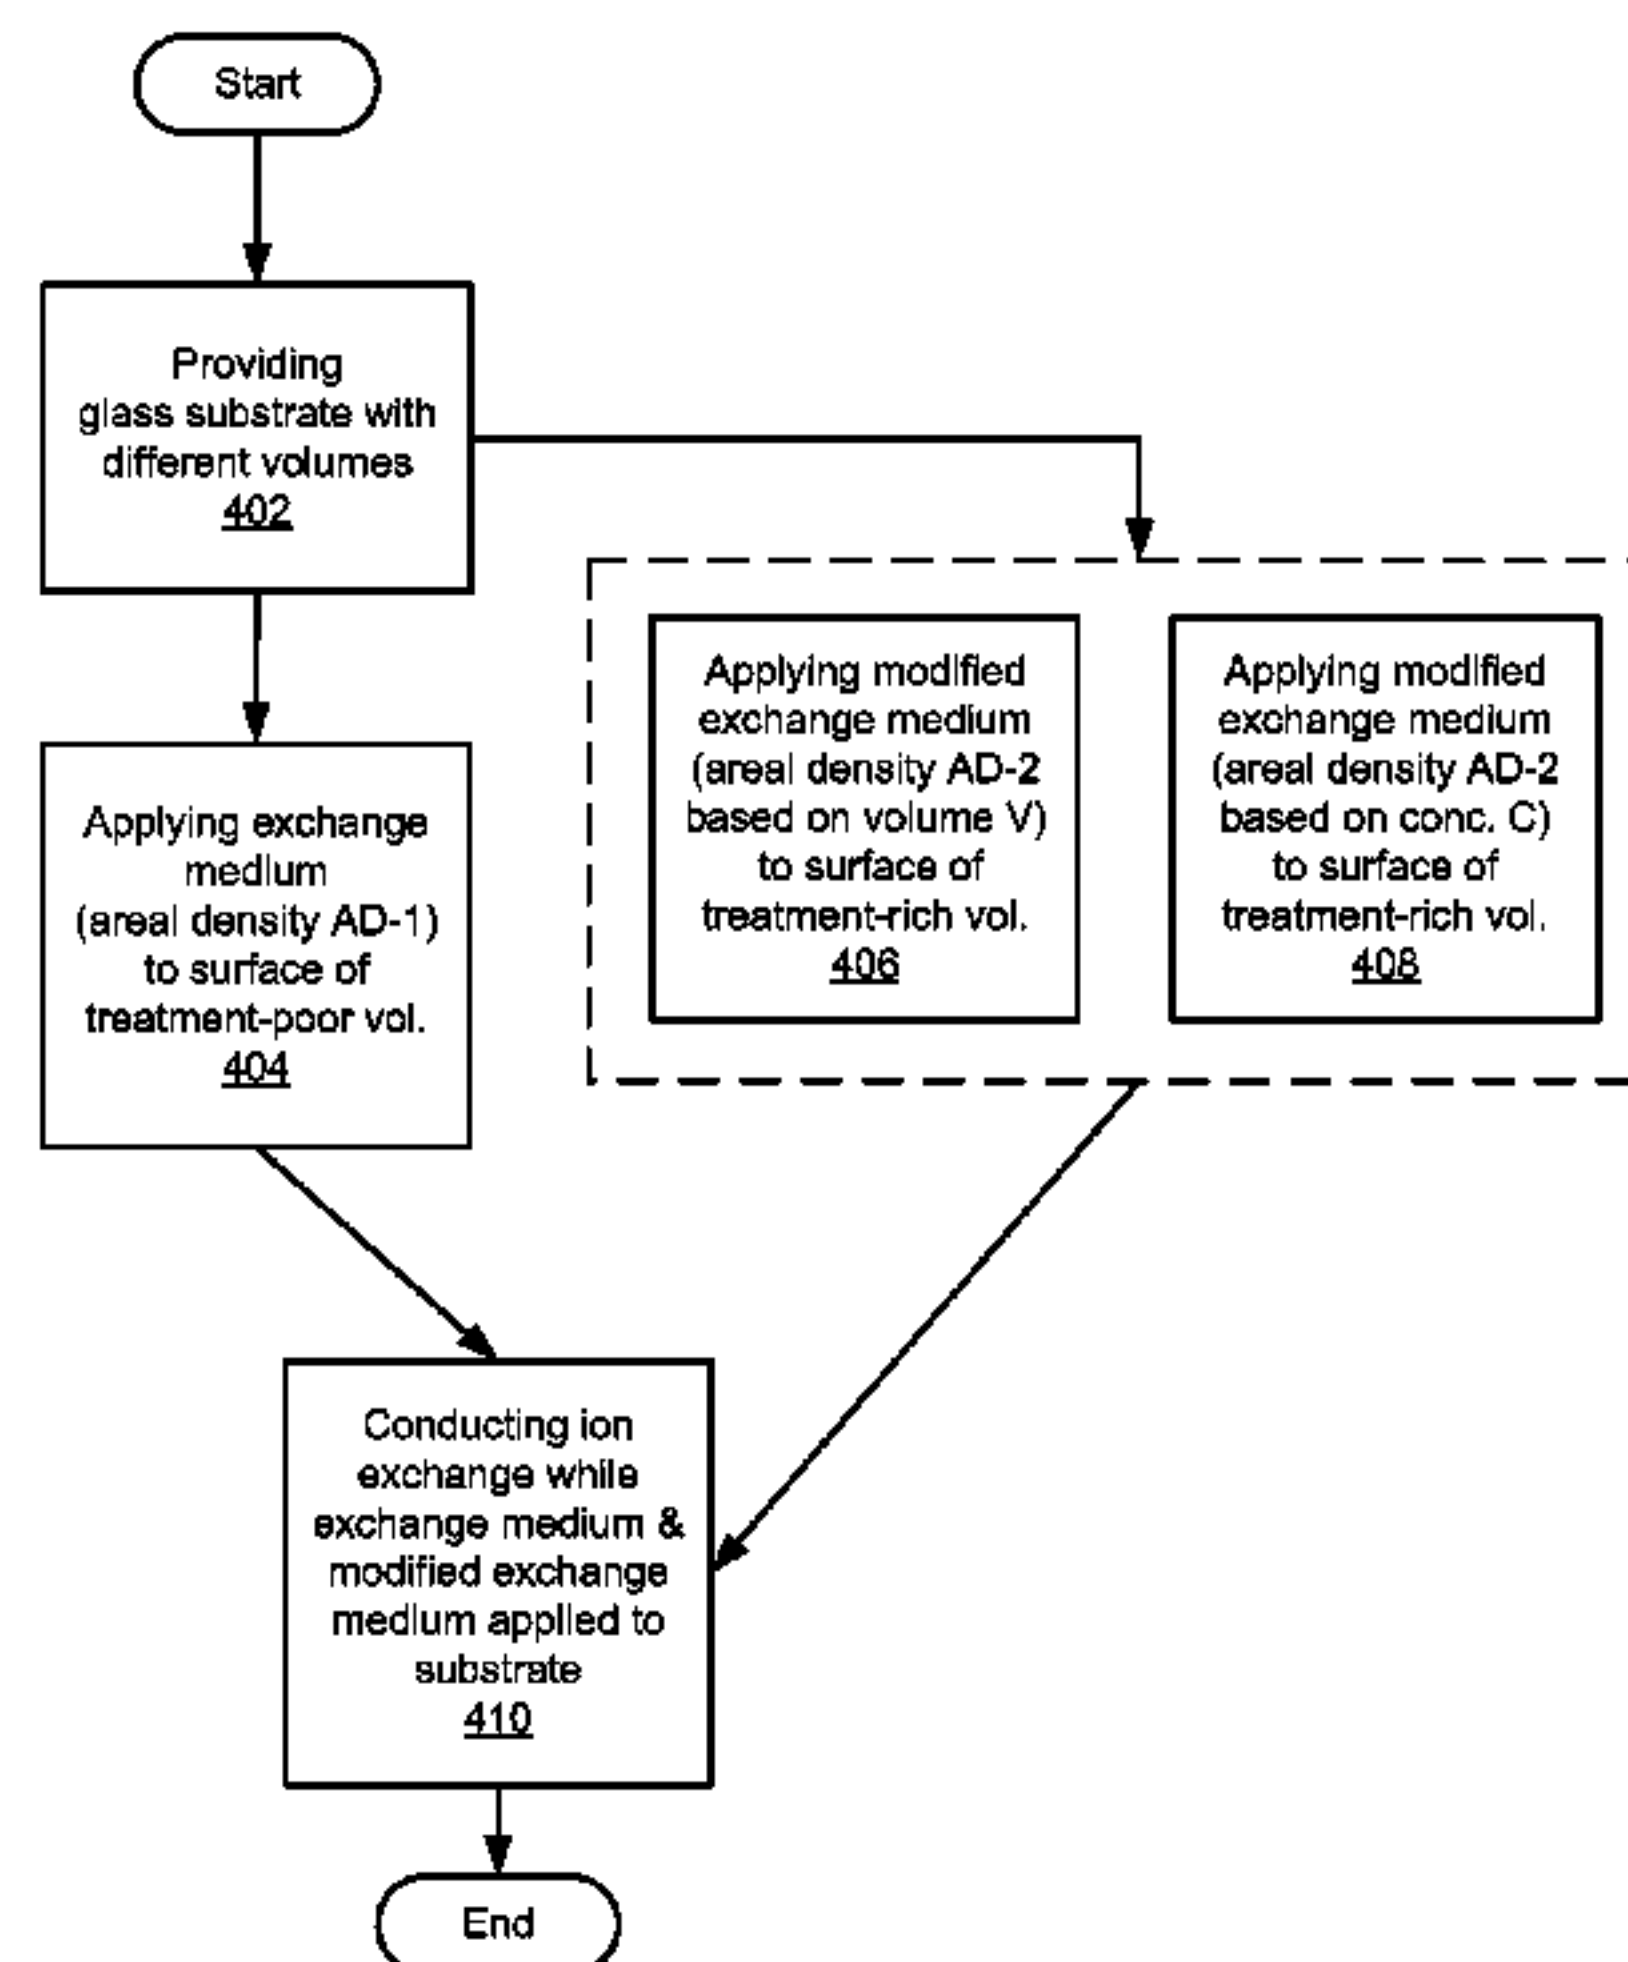 Start
Providing
glass substrate with
different volumes
402
Applying exchange
medium
(areal density AD-1)
to surface of
treatment-poor vol.
404
Applying modified
exchange medium
(areal density AD-2
based on volume V)
to surface of
treatment-rich vol.
406
Applying modified
exchange medium
(areal density AD-2
based on conc. C)
to surface of
treatment-rich vol.
408
Conducting ion
exchange while
exchange medium &
modified exchange
medium applied to
substrate
410
End